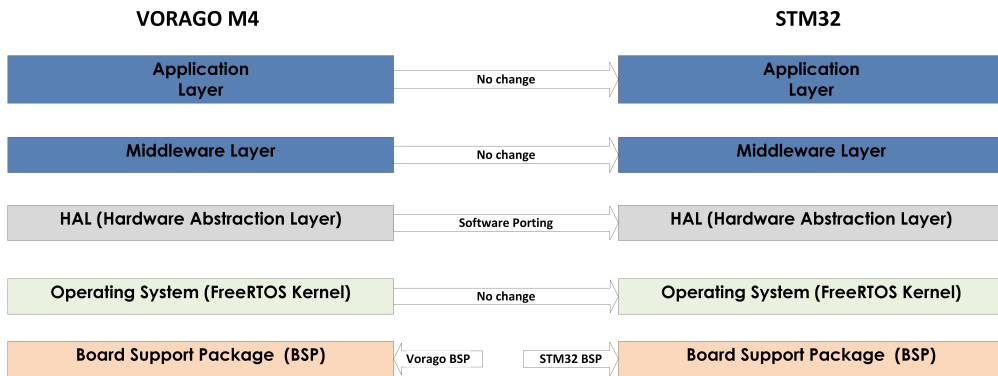 VORAGO M4
STM32
Application
Layer
No change
Application
Layer
Middleware Layer
No change
Middleware Layer
HAL (Hardware Abstraction Layer)
Software Porting
HAL (Hardware Abstraction Layer)
Operating System (FreeRTOS Kernel)
No change
Operating System (FreeRTOS Kernel)
Board Support Package (BSP)
Vorago BSP
STM32 BSP
Board Support Package (BSP)